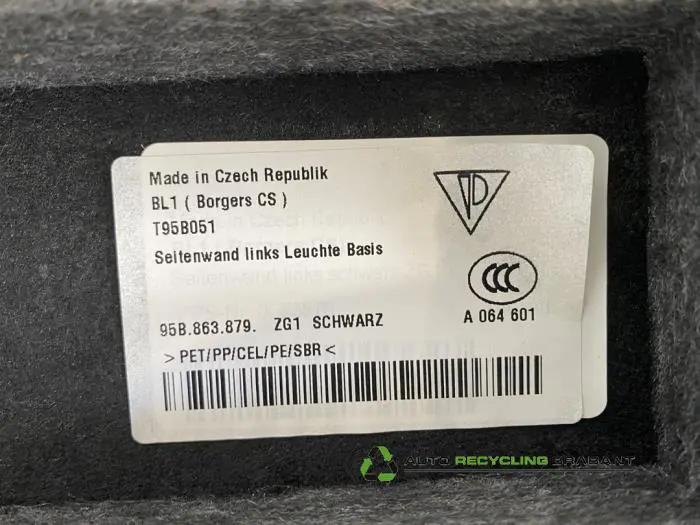 Made in Czech Republik
BL1 ( Borgers CS )
T95B051
Seitenwand links Leuchte Basis
95B.863.879. ZG1 SCHWARZ
A 064 601
> PET/PP/CEL/PE/SBR <
AUTO RECYCLING BRABANT